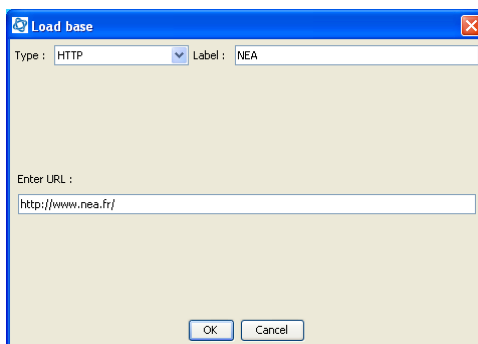 Load base
Type : HTTP Label : NEA
Enter URL :
http://www.nea.fr/
OK Cancel